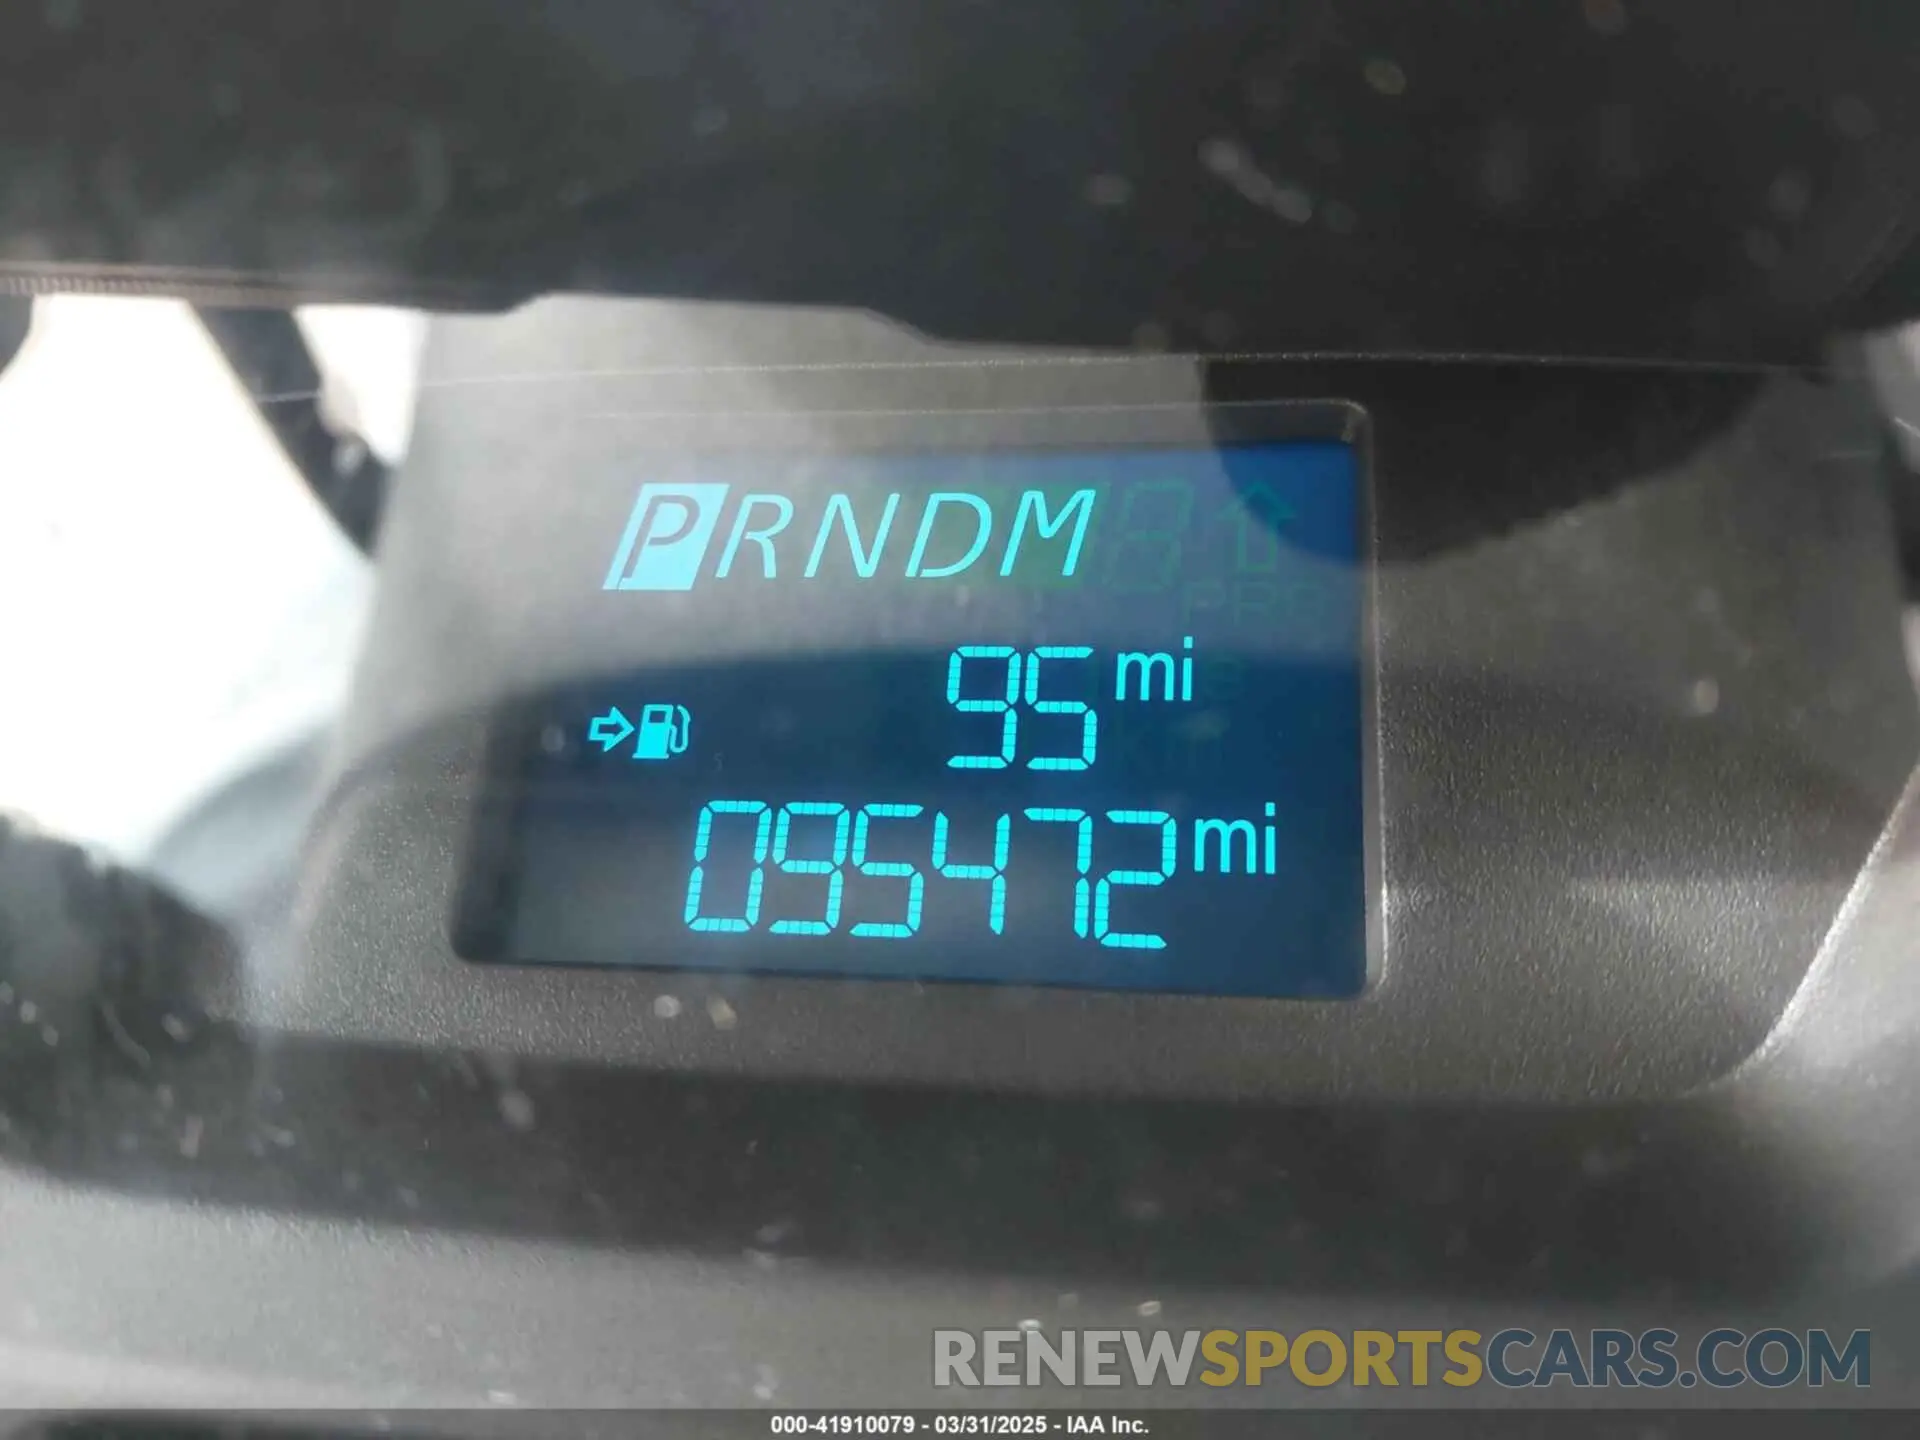 PRNDM
95 mi
095472 mi
RENEWSPORTSCARS.COM
000-41910079 - 03/31/2025 - IAA Inc.